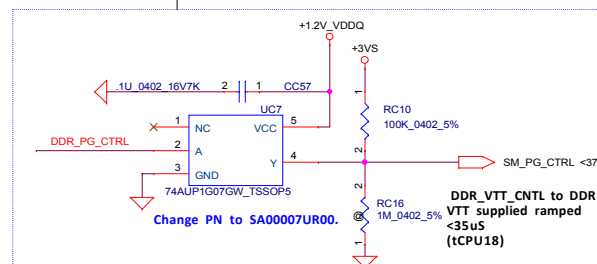 +1.2V_VDDQ
+3VS
.1U_0402_16V7K 2 1 CC57
UC7
1 NC VCC 5
DDR_PG_CTRL 2 A
3 GND Y 4
74AUP1G07GW_TSSOP5
Change PN to SA00007UR00.
1
RC10
100K_0402_5%
2
SM_PG_CTRL <37
2
RC16
@ 1M_0402_5%
1
DDR_VTT_CNTL to DDR
VTT supplied ramped
<35uS
(tCPU18)